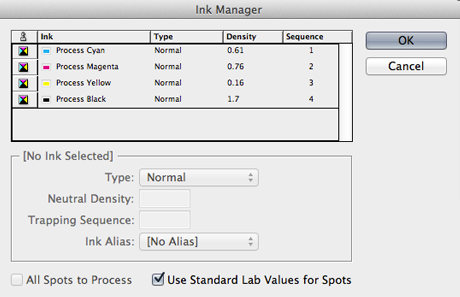 Ink Manager
Ink Type Density Sequence
Process Cyan Normal 0.61 1
Process Magenta Normal 0.76 2
Process Yellow Normal 0.16 3
Process Black Normal 1.7 4
OK
Cancel
[No Ink Selected]
Type: Normal
Neutral Density:
Trapping Sequence:
Ink Alias: [No Alias]
All Spots to Process Use Standard Lab Values for Spots